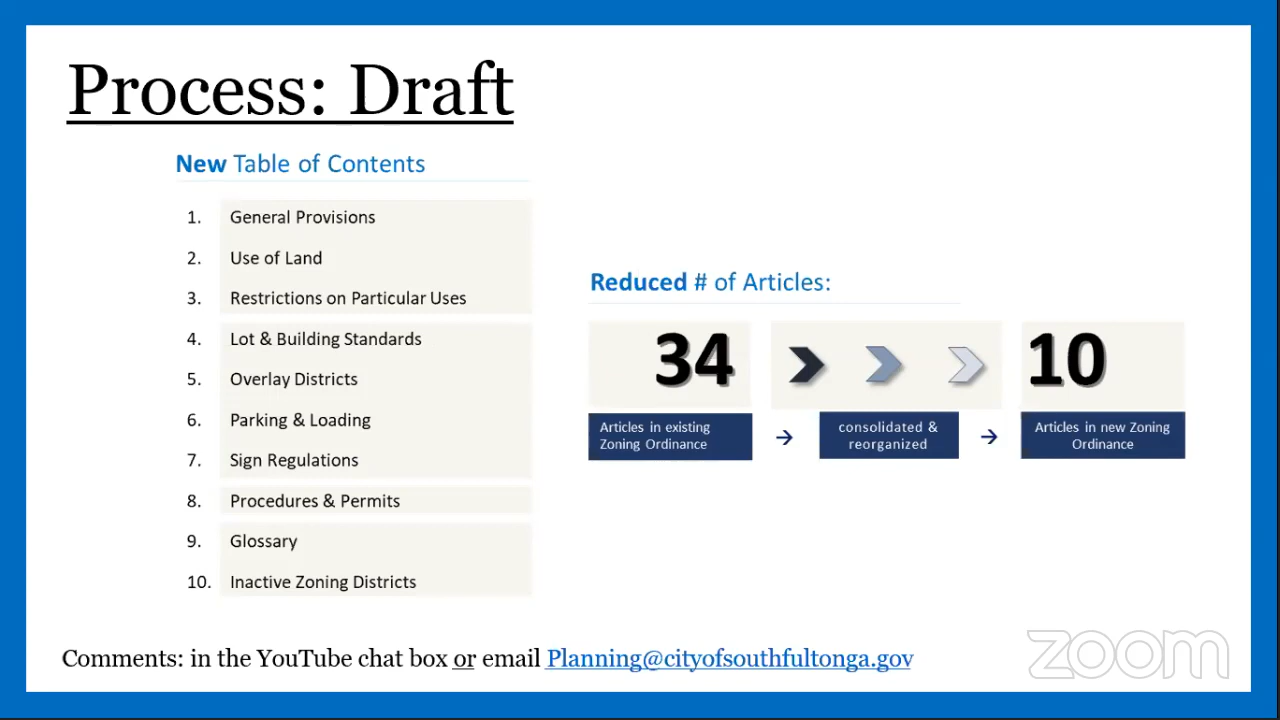 Process: Draft
New Table of Contents
1. General Provisions
2. Use of Land
3. Restrictions on Particular Uses
4. Lot & Building Standards
5. Overlay Districts
6. Parking & Loading
7. Sign Regulations
8. Procedures & Permits
9. Glossary
10. Inactive Zoning Districts
Reduced # of Articles:
34
10
Articles in existing
Zoning Ordinance
→
consolidated &
reorganized
→
Articles in new Zoning
Ordinance
Comments: in the YouTube chat box or email Planning@cityofsouthfultonga.gov
zoom